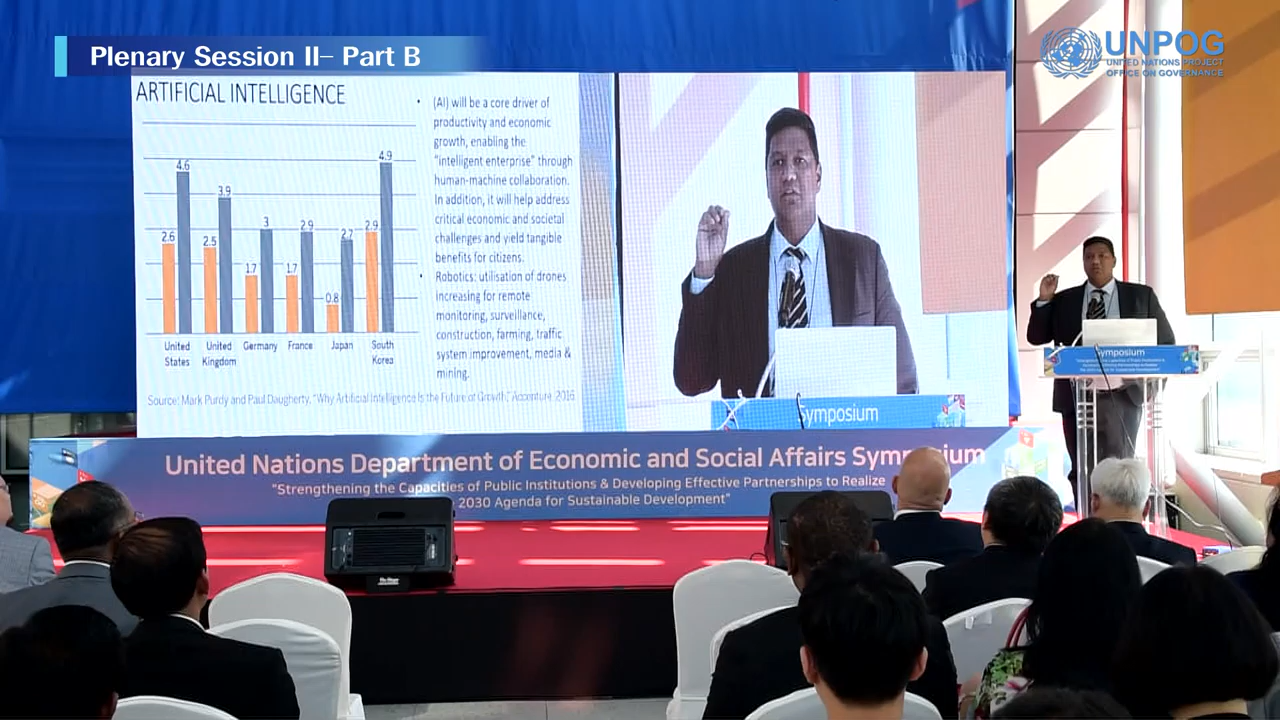 Plenary Session II– Part B
UNPOG
UNITED NATIONS PROJECT
OFFICE ON GOVERNANCE
ARTIFICIAL INTELLIGENCE
2.6
4.6
2.5
3.9
1.7
3
1.7
2.9
0.8
2.7
2.9
4.9
United
States
United
Kingdom
Germany
France
Japan
South
Korea
• (AI) will be a core driver of
productivity and economic
growth, enabling the
"intelligent enterprise" through
human-machine collaboration.
In addition, it will help address
critical economic and societal
challenges and yield tangible
benefits for citizens.
• Robotics: utilisation of drones
increasing for remote
monitoring, surveillance,
construction, farming, traffic
system improvement, media &
mining.
Source: Mark Purdy and Paul Daugherty, "Why Artificial Intelligence Is the Future of Growth," Accenture, 2016
Symposium
Symposium
United Nations Department of Economic and Social Affairs Symposium
"Strengthening the Capacities of Public Institutions & Developing Effective Partnerships to Realize
2030 Agenda for Sustainable Development"